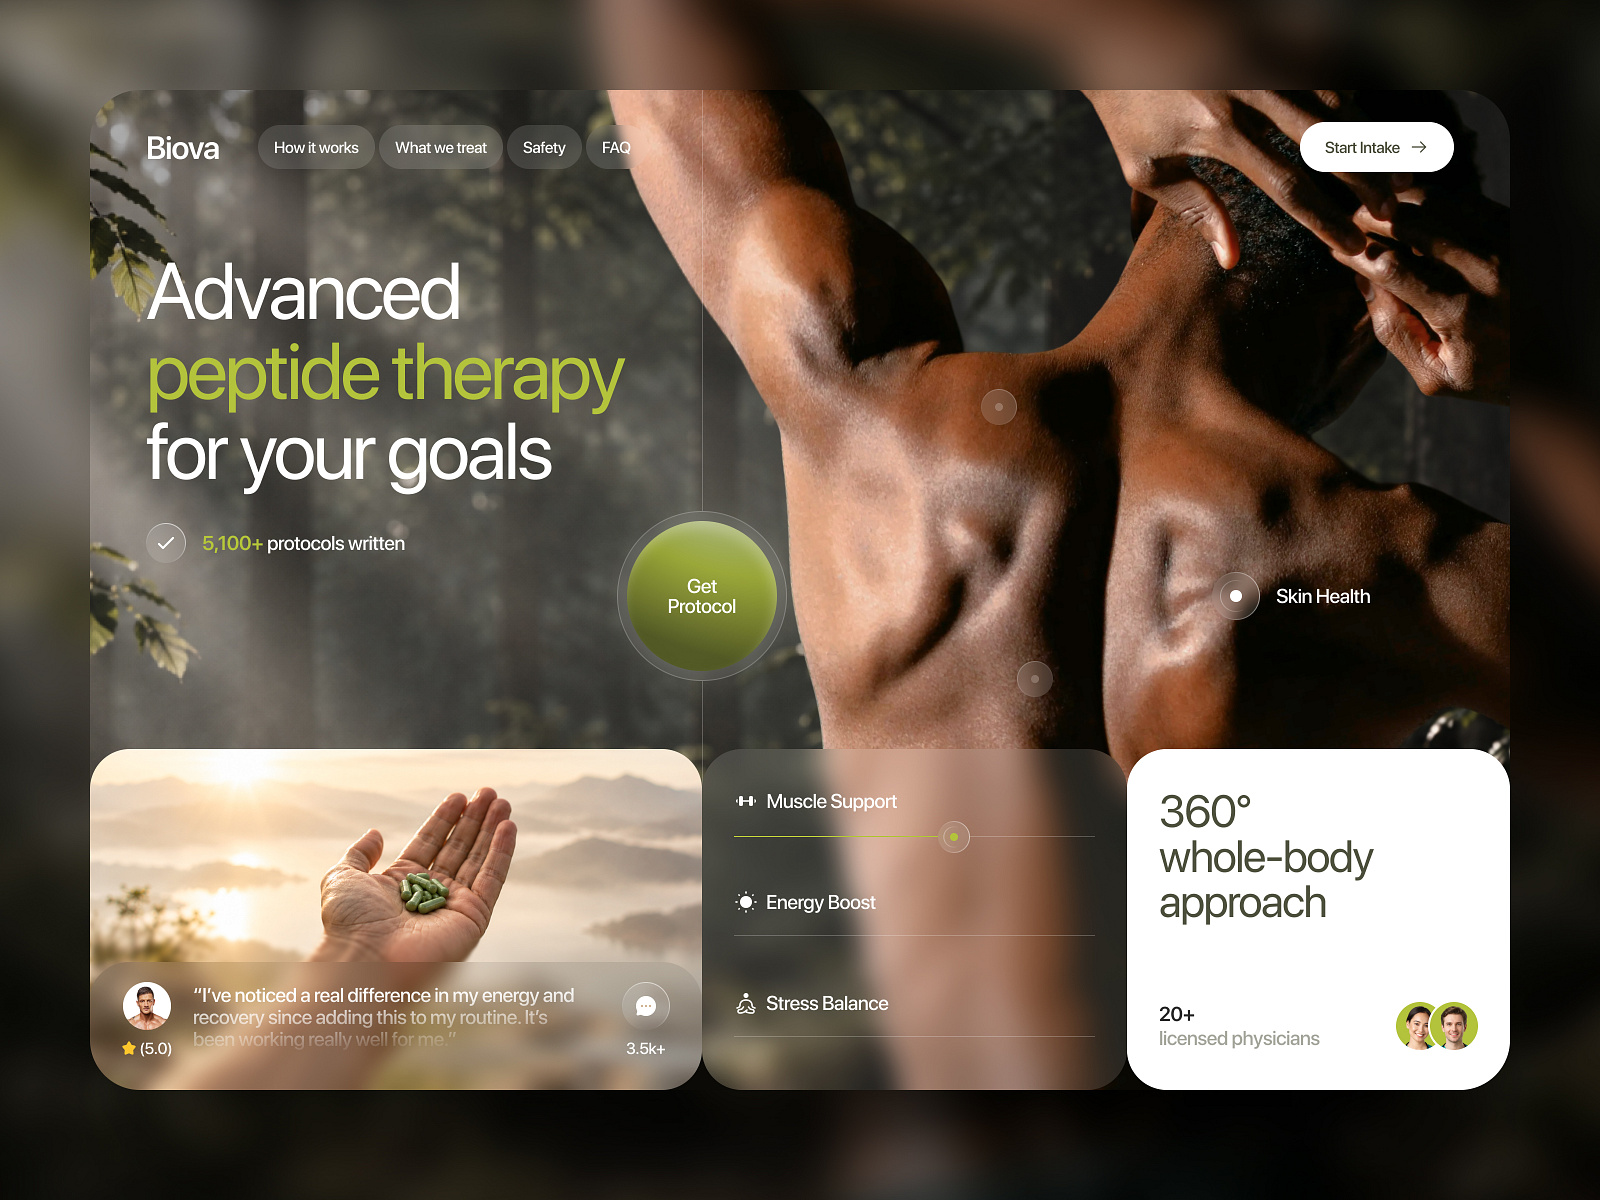 Biova
How it works
What we treat
Safety
FAQ
Start Intake
Advanced
peptide therapy
for your goals
5,100+ protocols written
Get
Protocol
Skin Health
“I’ve noticed a real difference in my energy and
recovery since adding this to my routine. It’s
been working really well for me.”
(5.0)
3.5k+
Muscle Support
Energy Boost
Stress Balance
360°
whole-body
approach
20+
licensed physicians